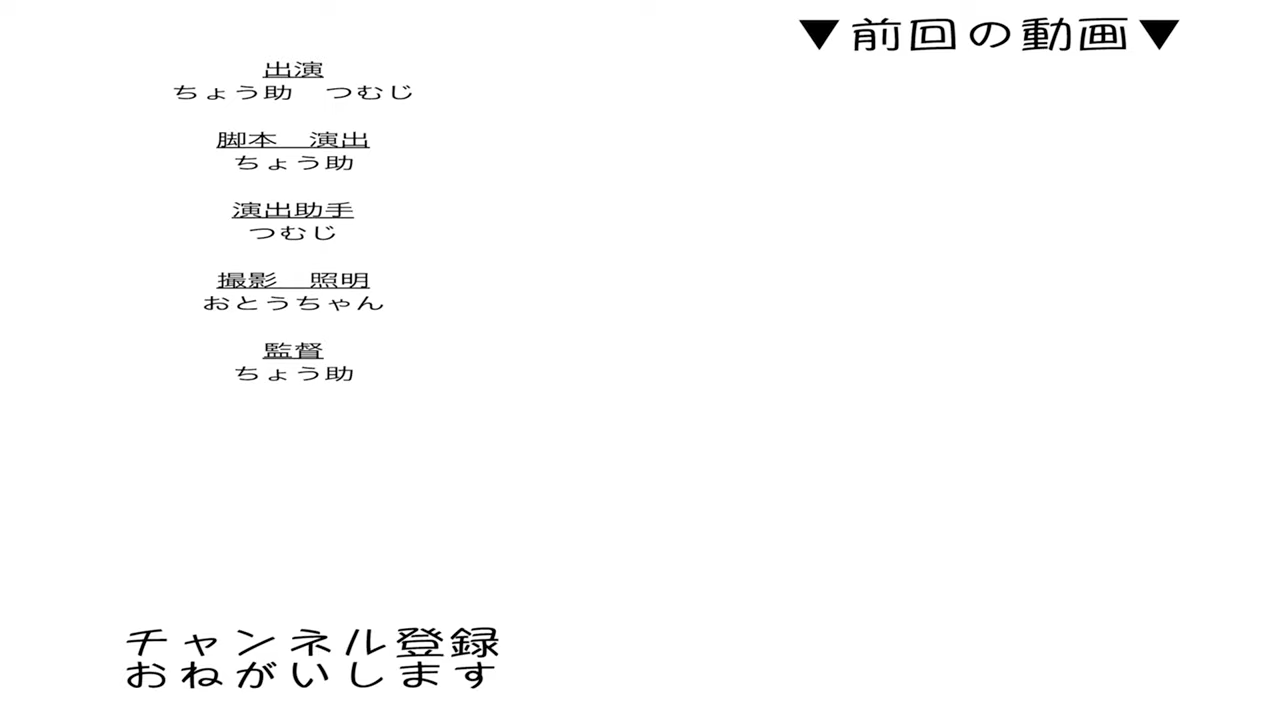 ▼前回の動画▼
出演
ちょう助　つむじ
脚本　演出
ちょう助
演出助手
つむじ
撮影　照明
おとうちゃん
監督
ちょう助
チャンネル登録
おねがいします